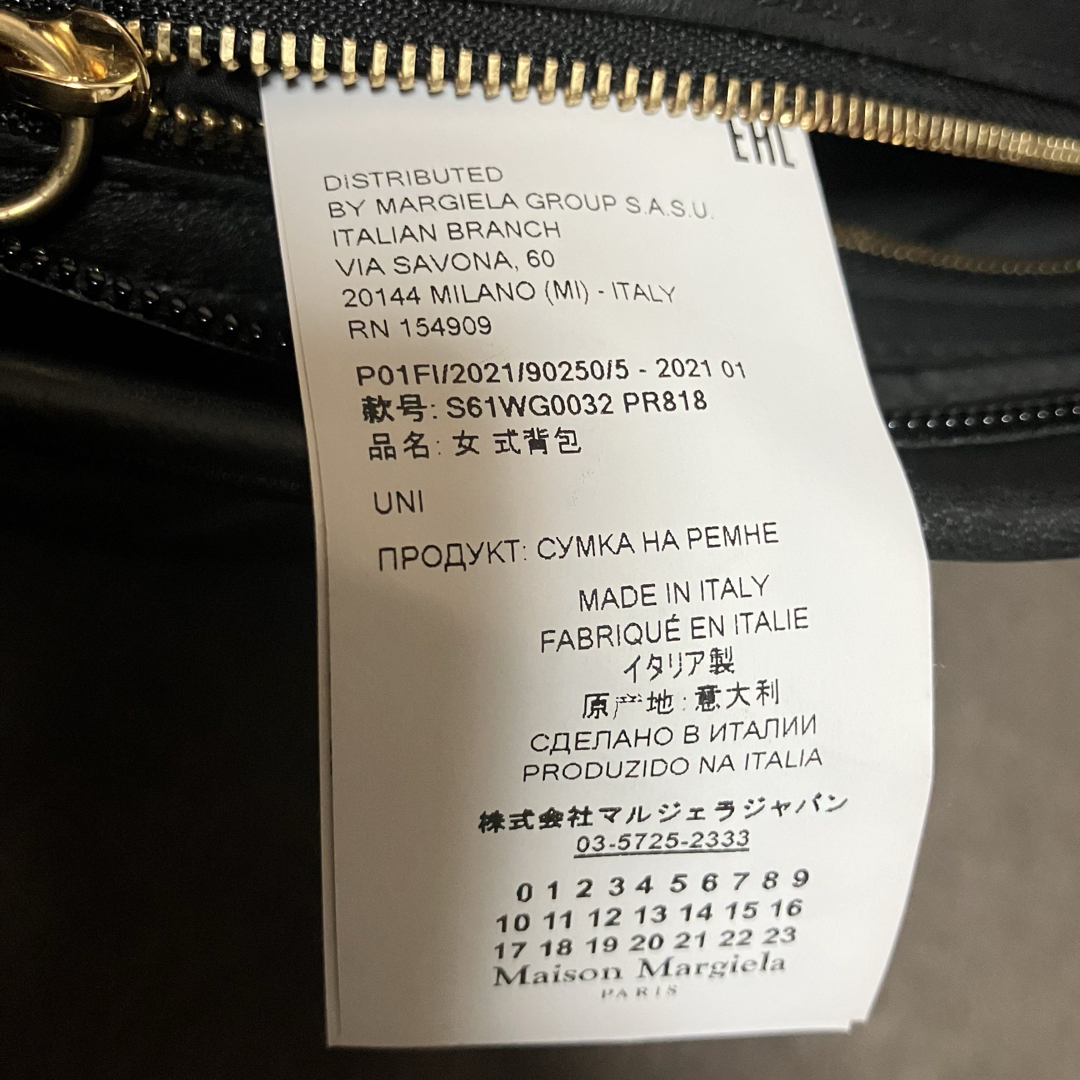 EAC
DISTRIBUTED
BY MARGIELA GROUP S.A.S.U.
ITALIAN BRANCH
VIA SAVONA, 60
20144 MILANO (MI) - ITALY
RN 154909
P01FI/2021/90250/5 - 2021 01
款号: S61WG0032 PR818
品名: 女 式背包
UNI
ПРОДУКТ: СУМКА НА РЕМНЕ
MADE IN ITALY
FABRIQUÉ EN ITALIE
イタリア製
原产地: 意大利
СДЕЛАНО В ИТАЛИИ
PRODUZIDO NA ITALIA
株式会社マルジェラジャパン
03-5725-2333
0 1 2 3 4 5 6 7 8 9
10 11 12 13 14 15 16
17 18 19 20 21 22 23
Maison Margiela
PARIS